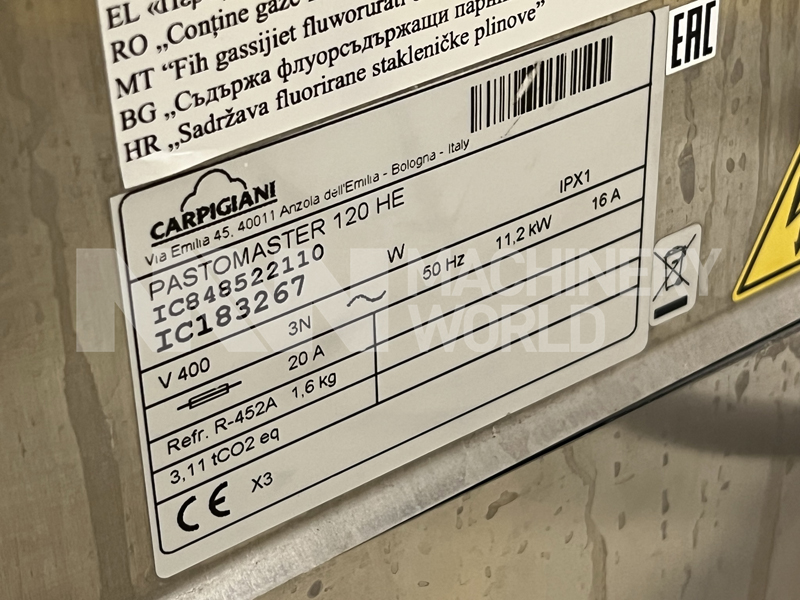 EL «Περ
RO „Conţine gaze
MT “Fih gassijiet fluworurati
BG „Съдържа флуорсъдържащи парни
HR „Sadržava fluorirane stakleničke plinove”
EAC
CARPIGIANI
Via Emilia 45, 40011 Anzola dell'Emilia - Bologna - Italy
PASTOMASTER 120 HE
IC848522110 W IPX1
IC183267 50 Hz 11,2 kW 16 A
V 400 3N
20 A
Refr. R-452A 1,6 kg
3,11 tCO2 eq
CE X3
MACHINERY
WORLD